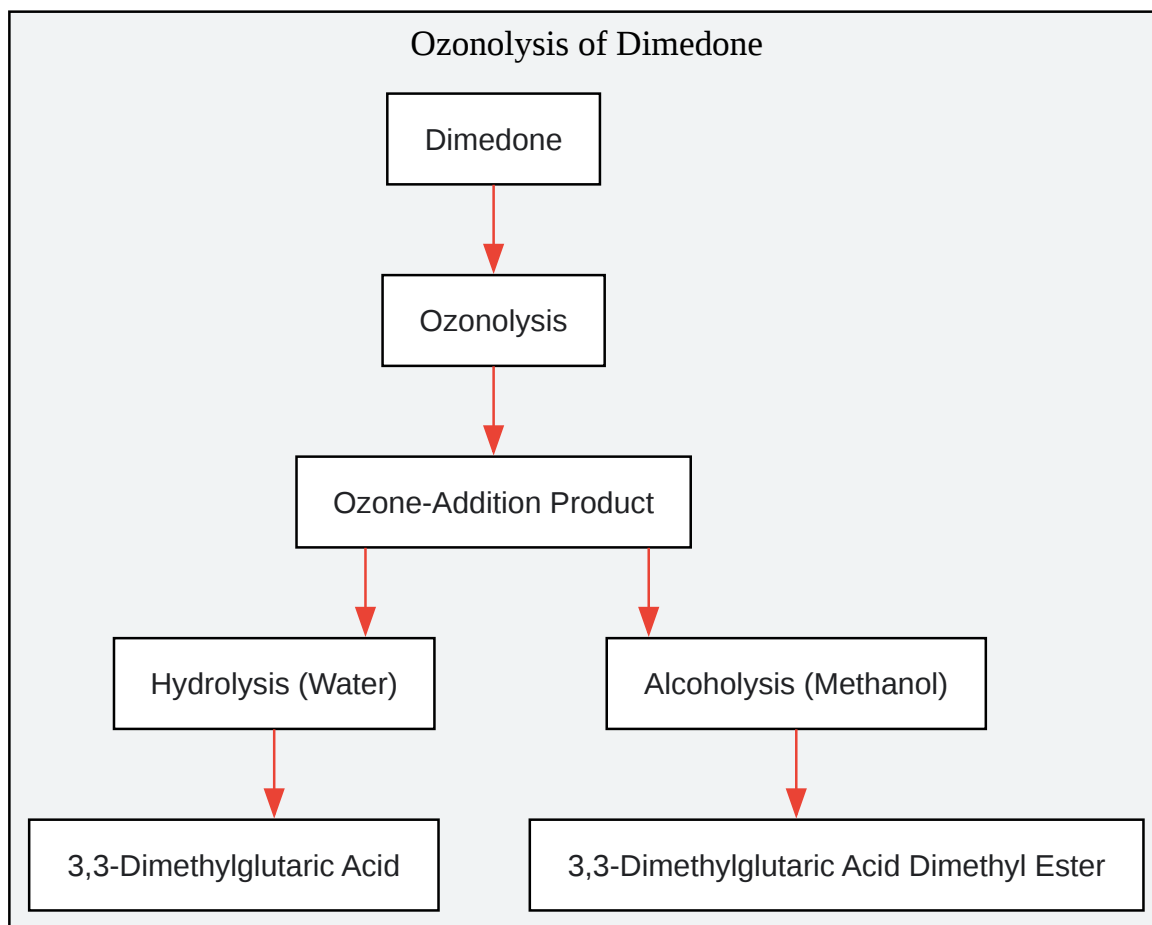 Ozonolysis of Dimedone
Dimedone
Ozonolysis
Ozone-Addition Product
Hydrolysis (Water)
Alcoholysis (Methanol)
3,3-Dimethylglutaric Acid
3,3-Dimethylglutaric Acid Dimethyl Ester